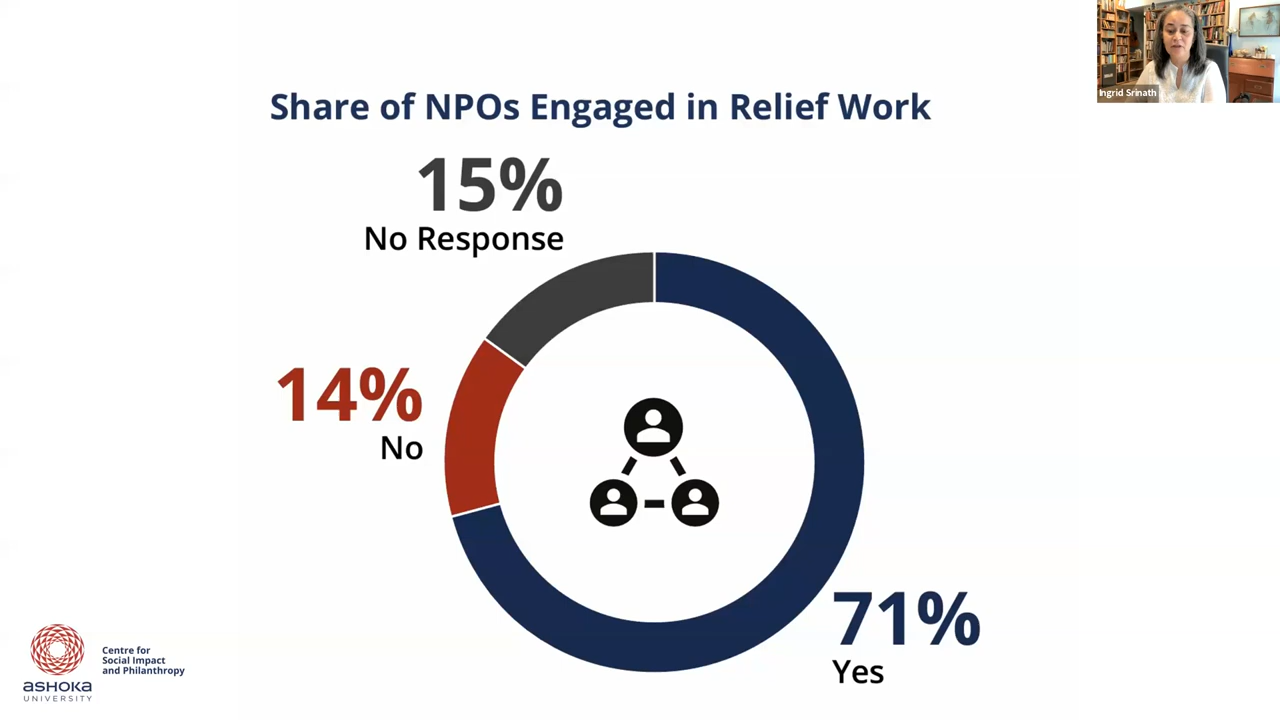 Ingrid Srinath
Share of NPOs Engaged in Relief Work
15%
No Response
14%
No
71%
Yes
Centre for
Social Impact
and Philanthropy
ASHOKA
UNIVERSITY